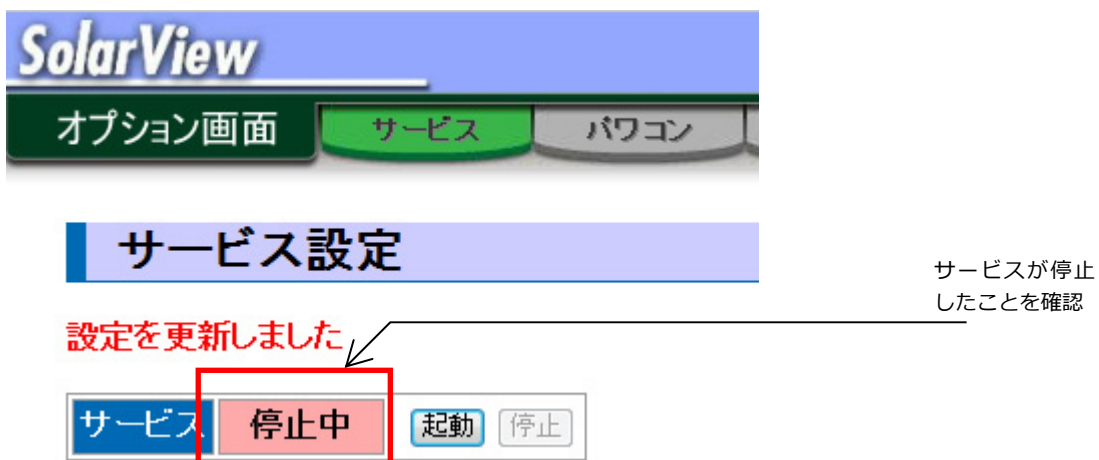 SolarView
オプション画面 サービス パワコン
サービス設定
サービスが停止
したことを確認
設定を更新しました
サービス 停止中 起動 停止